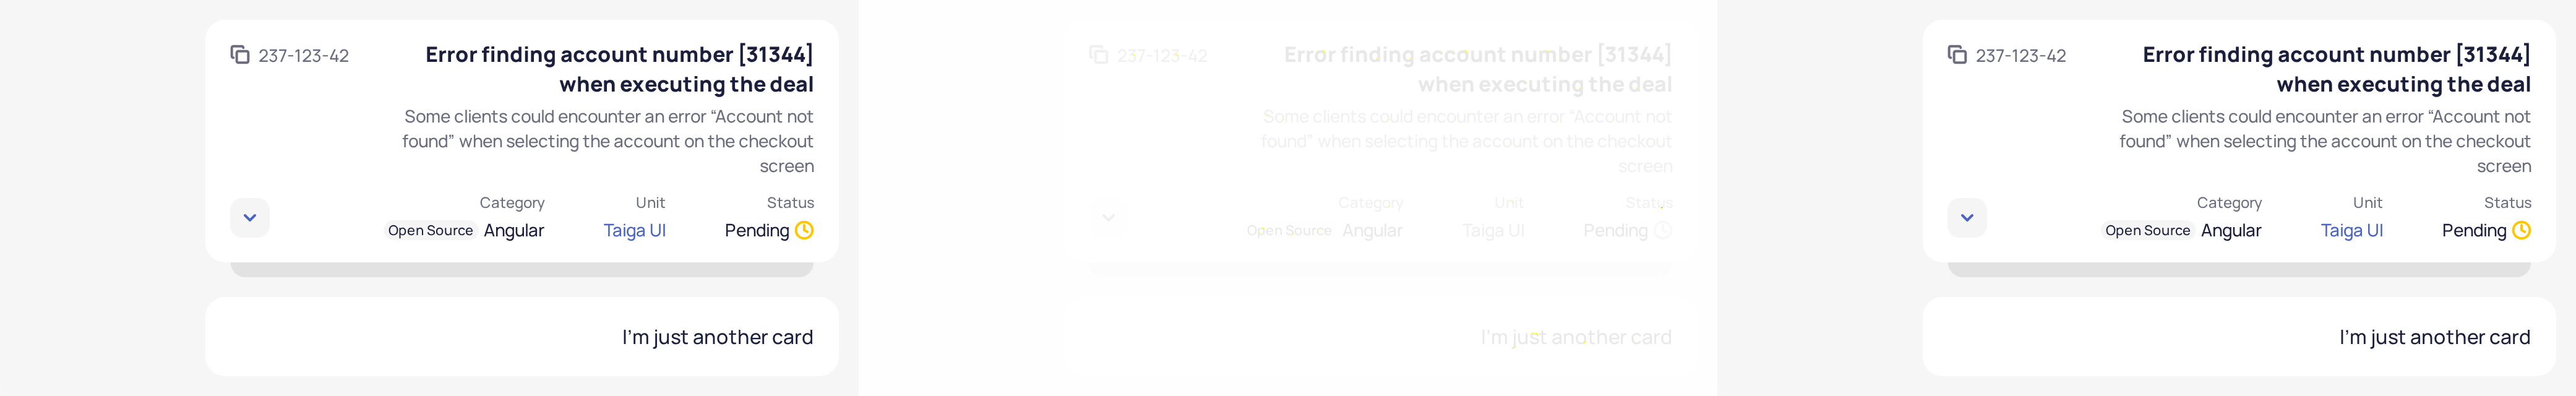 237-123-42
Error finding account number [31344]
when executing the deal
Some clients could encounter an error “Account not
found” when selecting the account on the checkout
screen
Category Unit Status
Open Source Angular Taiga UI Pending
I'm just another card
237-123-42
Error finding account number [31344]
when executing the deal
Some clients could encounter an error “Account not
found” when selecting the account on the checkout
screen
Category Unit Status
Open Source Angular Taiga UI Pending
I'm just another card
237-123-42
Error finding account number [31344]
when executing the deal
Some clients could encounter an error “Account not
found” when selecting the account on the checkout
screen
Category Unit Status
Open Source Angular Taiga UI Pending
I'm just another card